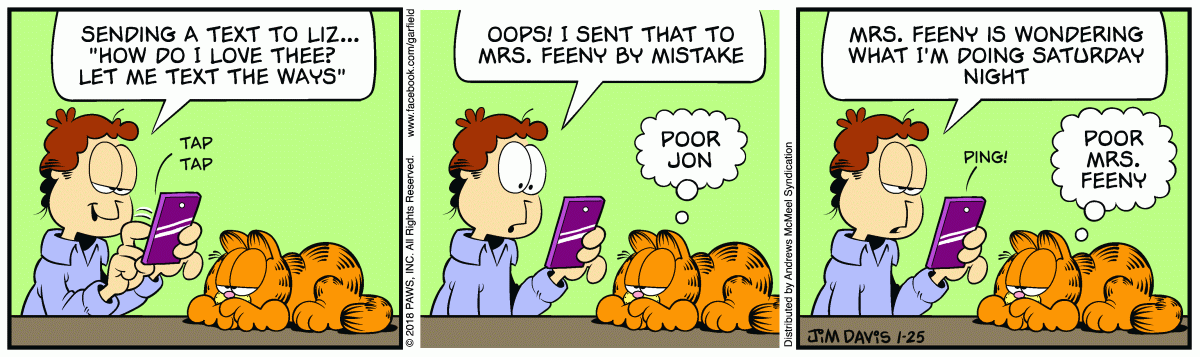 SENDING A TEXT TO LIZ...
"HOW DO I LOVE THEE?
LET ME TEXT THE WAYS"
TAP
TAP
© 2018 PAWS, INC. All Rights Reserved. www.facebook.com/garfield
OOPS! I SENT THAT TO
MRS. FEENY BY MISTAKE
POOR
JON
Distributed by Andrews McMeel Syndication
MRS. FEENY IS WONDERING
WHAT I'M DOING SATURDAY
NIGHT
PING!
POOR
MRS.
FEENY
JIM DAVIS 1-25